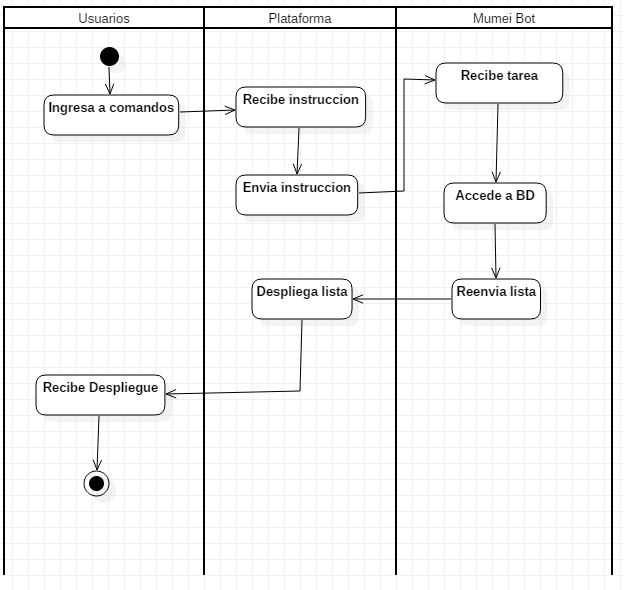 Usuarios
Plataforma
Mumei Bot
Ingresa a comandos
Recibe instruccion
Recibe tarea
Envia instruccion
Accede a BD
Despliega lista
Reenvia lista
Recibe Despliegue